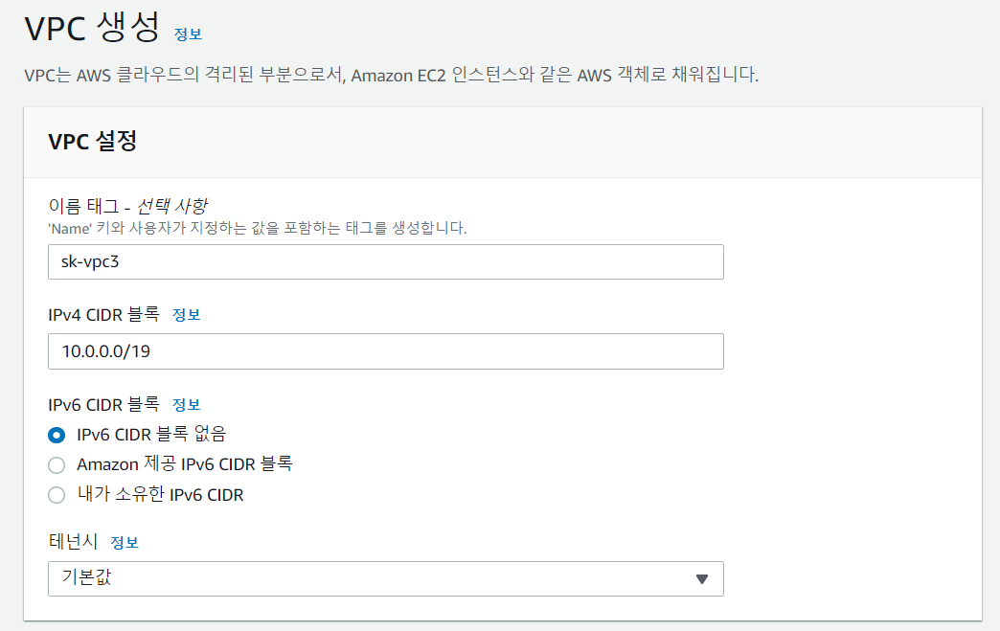 VPC 생성 정보
VPC는 AWS 클라우드의 격리된 부분으로서, Amazon EC2 인스턴스와 같은 AWS 객체로 채워집니다.
VPC 설정
이름 태그 - 선택 사항
'Name' 키와 사용자가 지정하는 값을 포함하는 태그를 생성합니다.
sk-vpc3
IPv4 CIDR 블록 정보
10.0.0.0/19
IPv6 CIDR 블록 정보
IPv6 CIDR 블록 없음
Amazon 제공 IPv6 CIDR 블록
내가 소유한 IPv6 CIDR
테넌시 정보
기본값